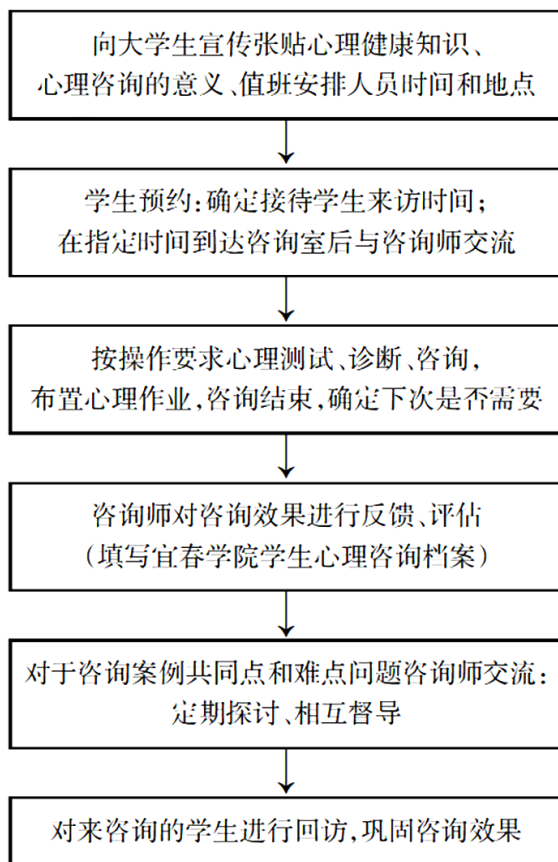 向大学生宣传张贴心理健康知识、
心理咨询的意义、值班安排人员时间和地点
学生预约:确定接待学生来访时间;
在指定时间到达咨询室后与咨询师交流
按操作要求心理测试、诊断、咨询,
布置心理作业,咨询结束,确定下次是否需要
咨询师对咨询效果进行反馈、评估
(填写宜春学院学生心理咨询档案)
对于咨询案例共同点和难点问题咨询师交流:
定期探讨、相互督导
对来咨询的学生进行回访,巩固咨询效果